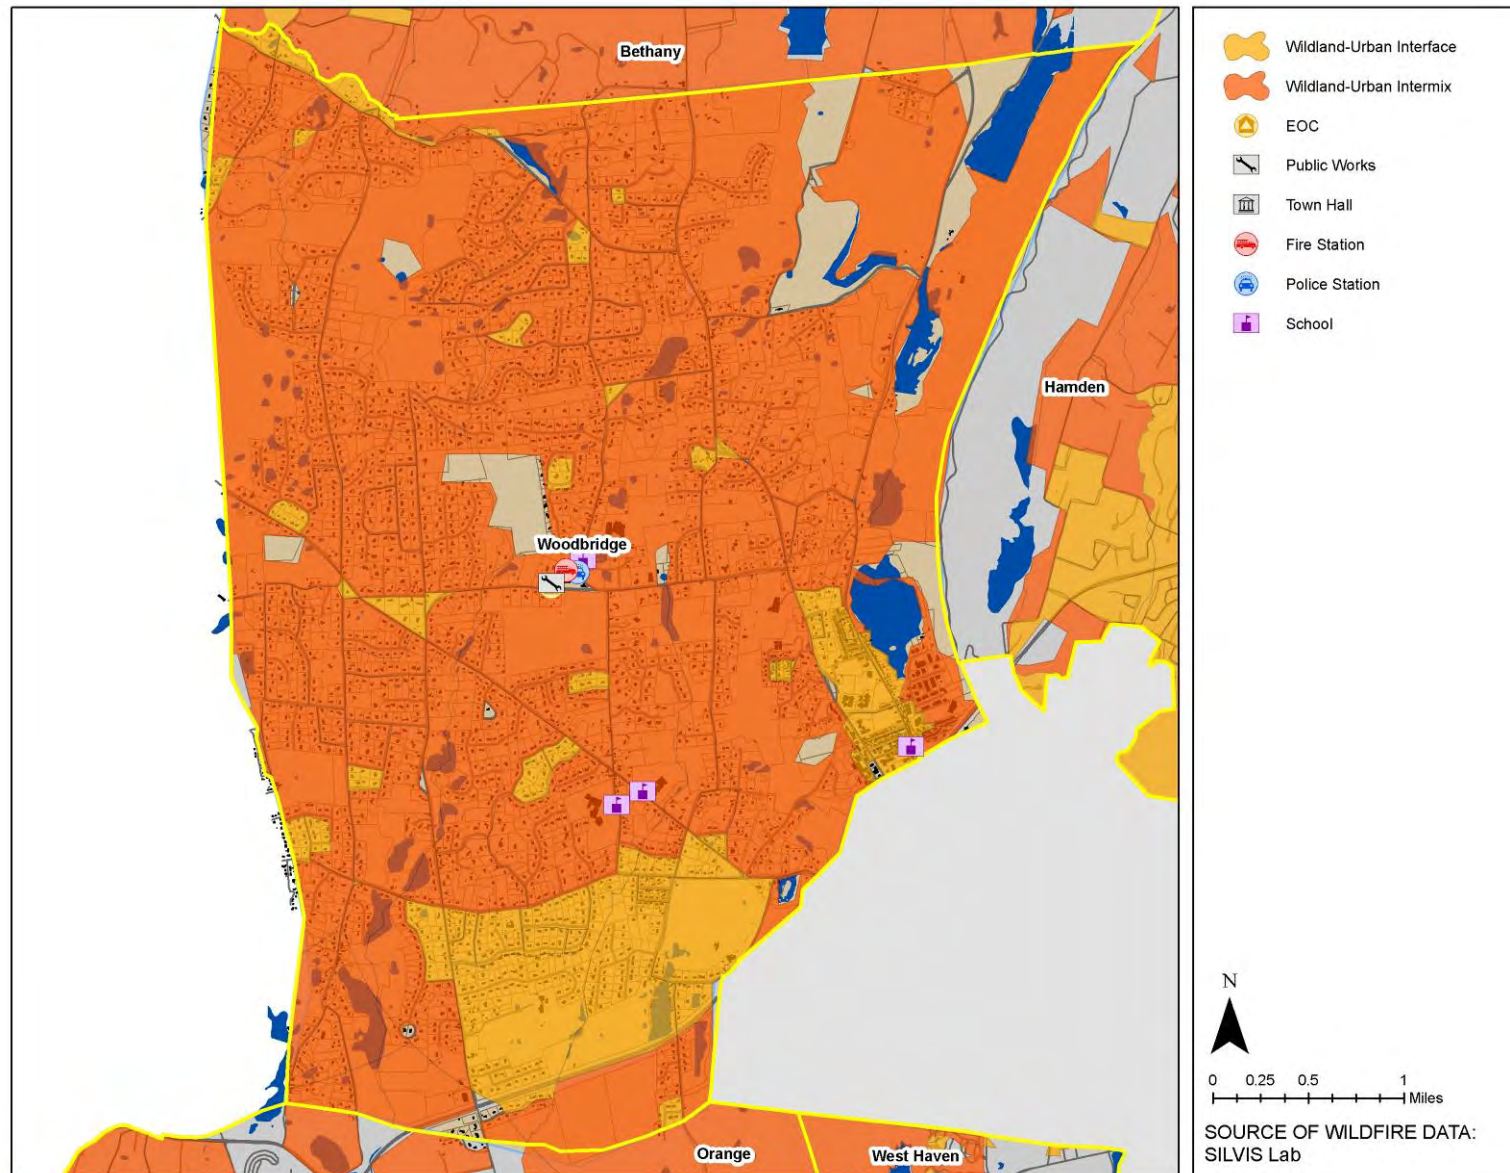 Bethany
Hamden
Woodbridge
Orange
West Haven
Wildland-Urban Interface
Wildland-Urban Intermix
EOC
Public Works
Town Hall
Fire Station
Police Station
School
N
0 0.25 0.5 1
Miles
SOURCE OF WILDFIRE DATA:
SILVIS Lab